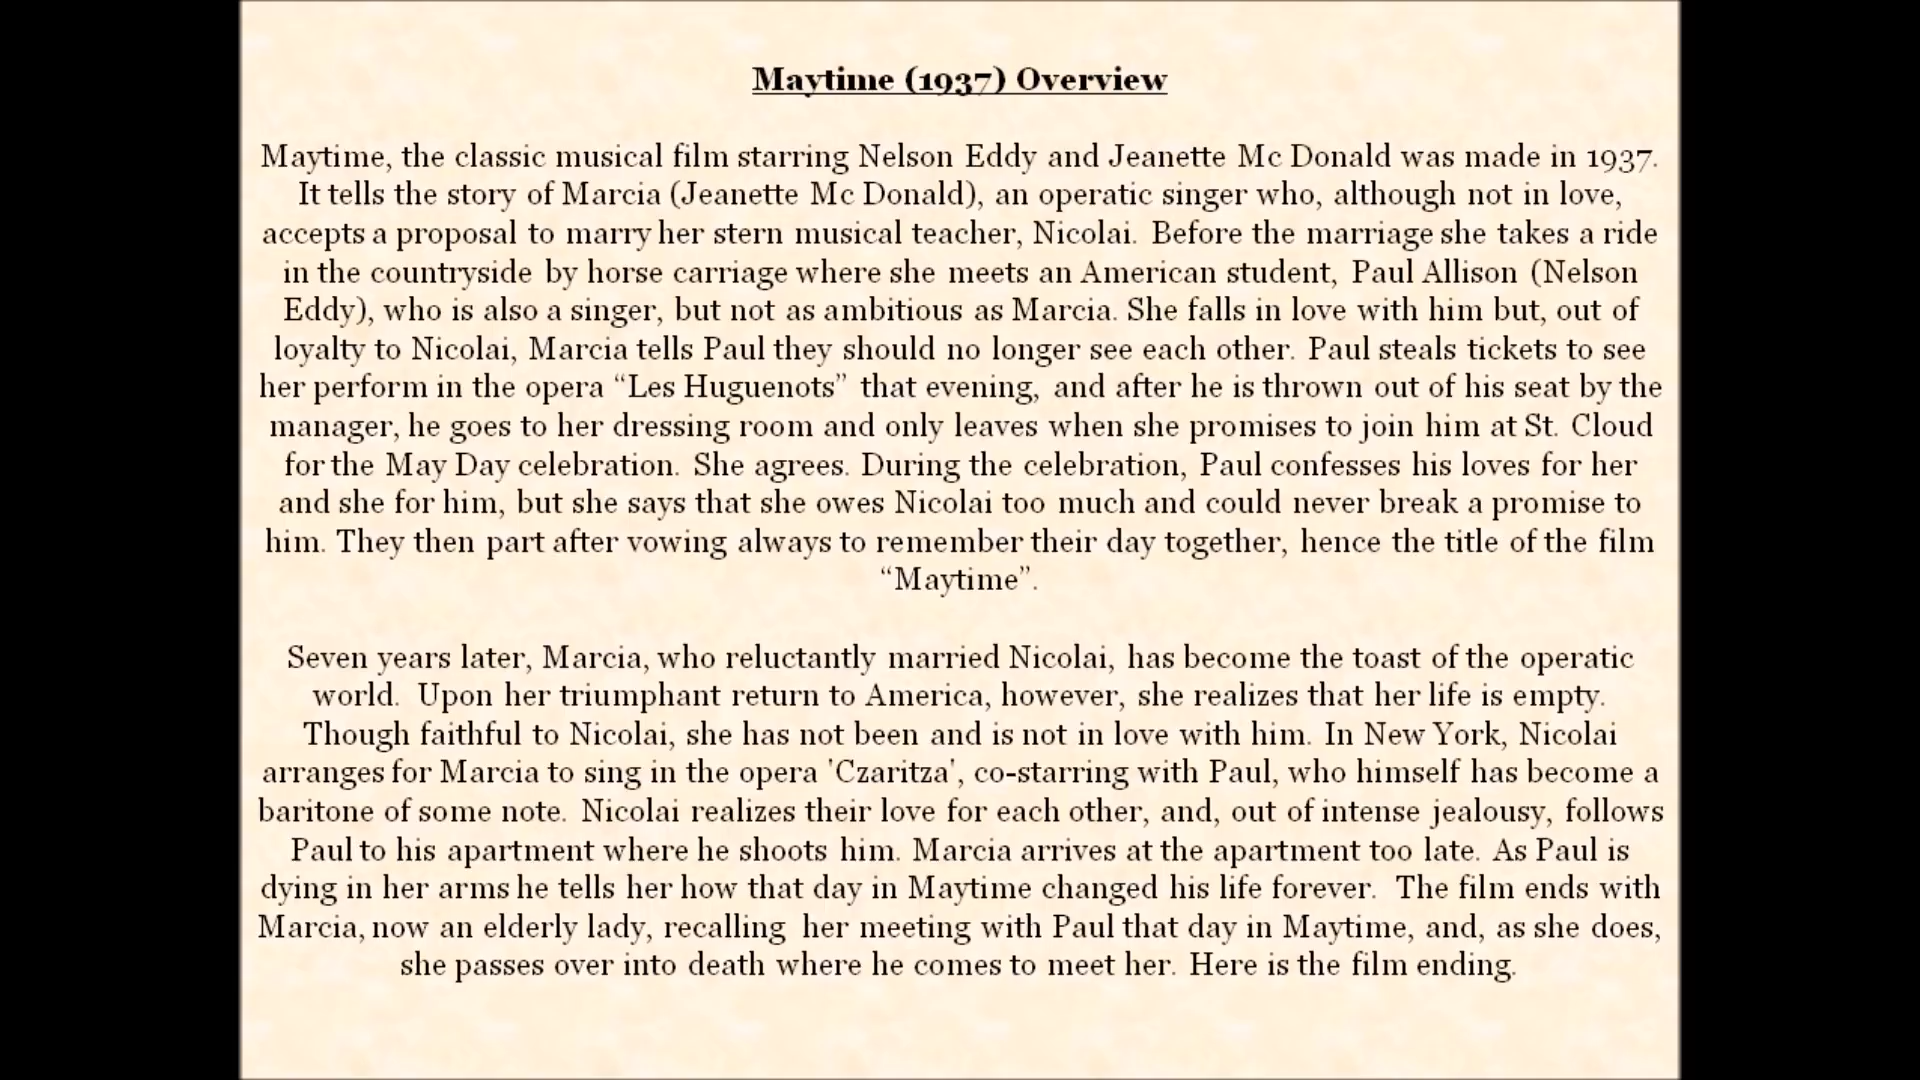 Maytime (1937) Overview
Maytime, the classic musical film starring Nelson Eddy and Jeanette Mc Donald was made in 1937.
It tells the story of Marcia (Jeanette Mc Donald), an operatic singer who, although not in love,
accepts a proposal to marry her stern musical teacher, Nicolai. Before the marriage she takes a ride
in the countryside by horse carriage where she meets an American student, Paul Allison (Nelson
Eddy), who is also a singer, but not as ambitious as Marcia. She falls in love with him but, out of
loyalty to Nicolai, Marcia tells Paul they should no longer see each other. Paul steals tickets to see
her perform in the opera “Les Huguenots” that evening, and after he is thrown out of his seat by the
manager, he goes to her dressing room and only leaves when she promises to join him at St. Cloud
for the May Day celebration. She agrees. During the celebration, Paul confesses his loves for her
and she for him, but she says that she owes Nicolai too much and could never break a promise to
him. They then part after vowing always to remember their day together, hence the title of the film
“Maytime”.
Seven years later, Marcia, who reluctantly married Nicolai, has become the toast of the operatic
world. Upon her triumphant return to America, however, she realizes that her life is empty.
Though faithful to Nicolai, she has not been and is not in love with him. In New York, Nicolai
arranges for Marcia to sing in the opera 'Czaritza', co-starring with Paul, who himself has become a
baritone of some note. Nicolai realizes their love for each other, and, out of intense jealousy, follows
Paul to his apartment where he shoots him. Marcia arrives at the apartment too late. As Paul is
dying in her arms he tells her how that day in Maytime changed his life forever. The film ends with
Marcia, now an elderly lady, recalling her meeting with Paul that day in Maytime, and, as she does,
she passes over into death where he comes to meet her. Here is the film ending.